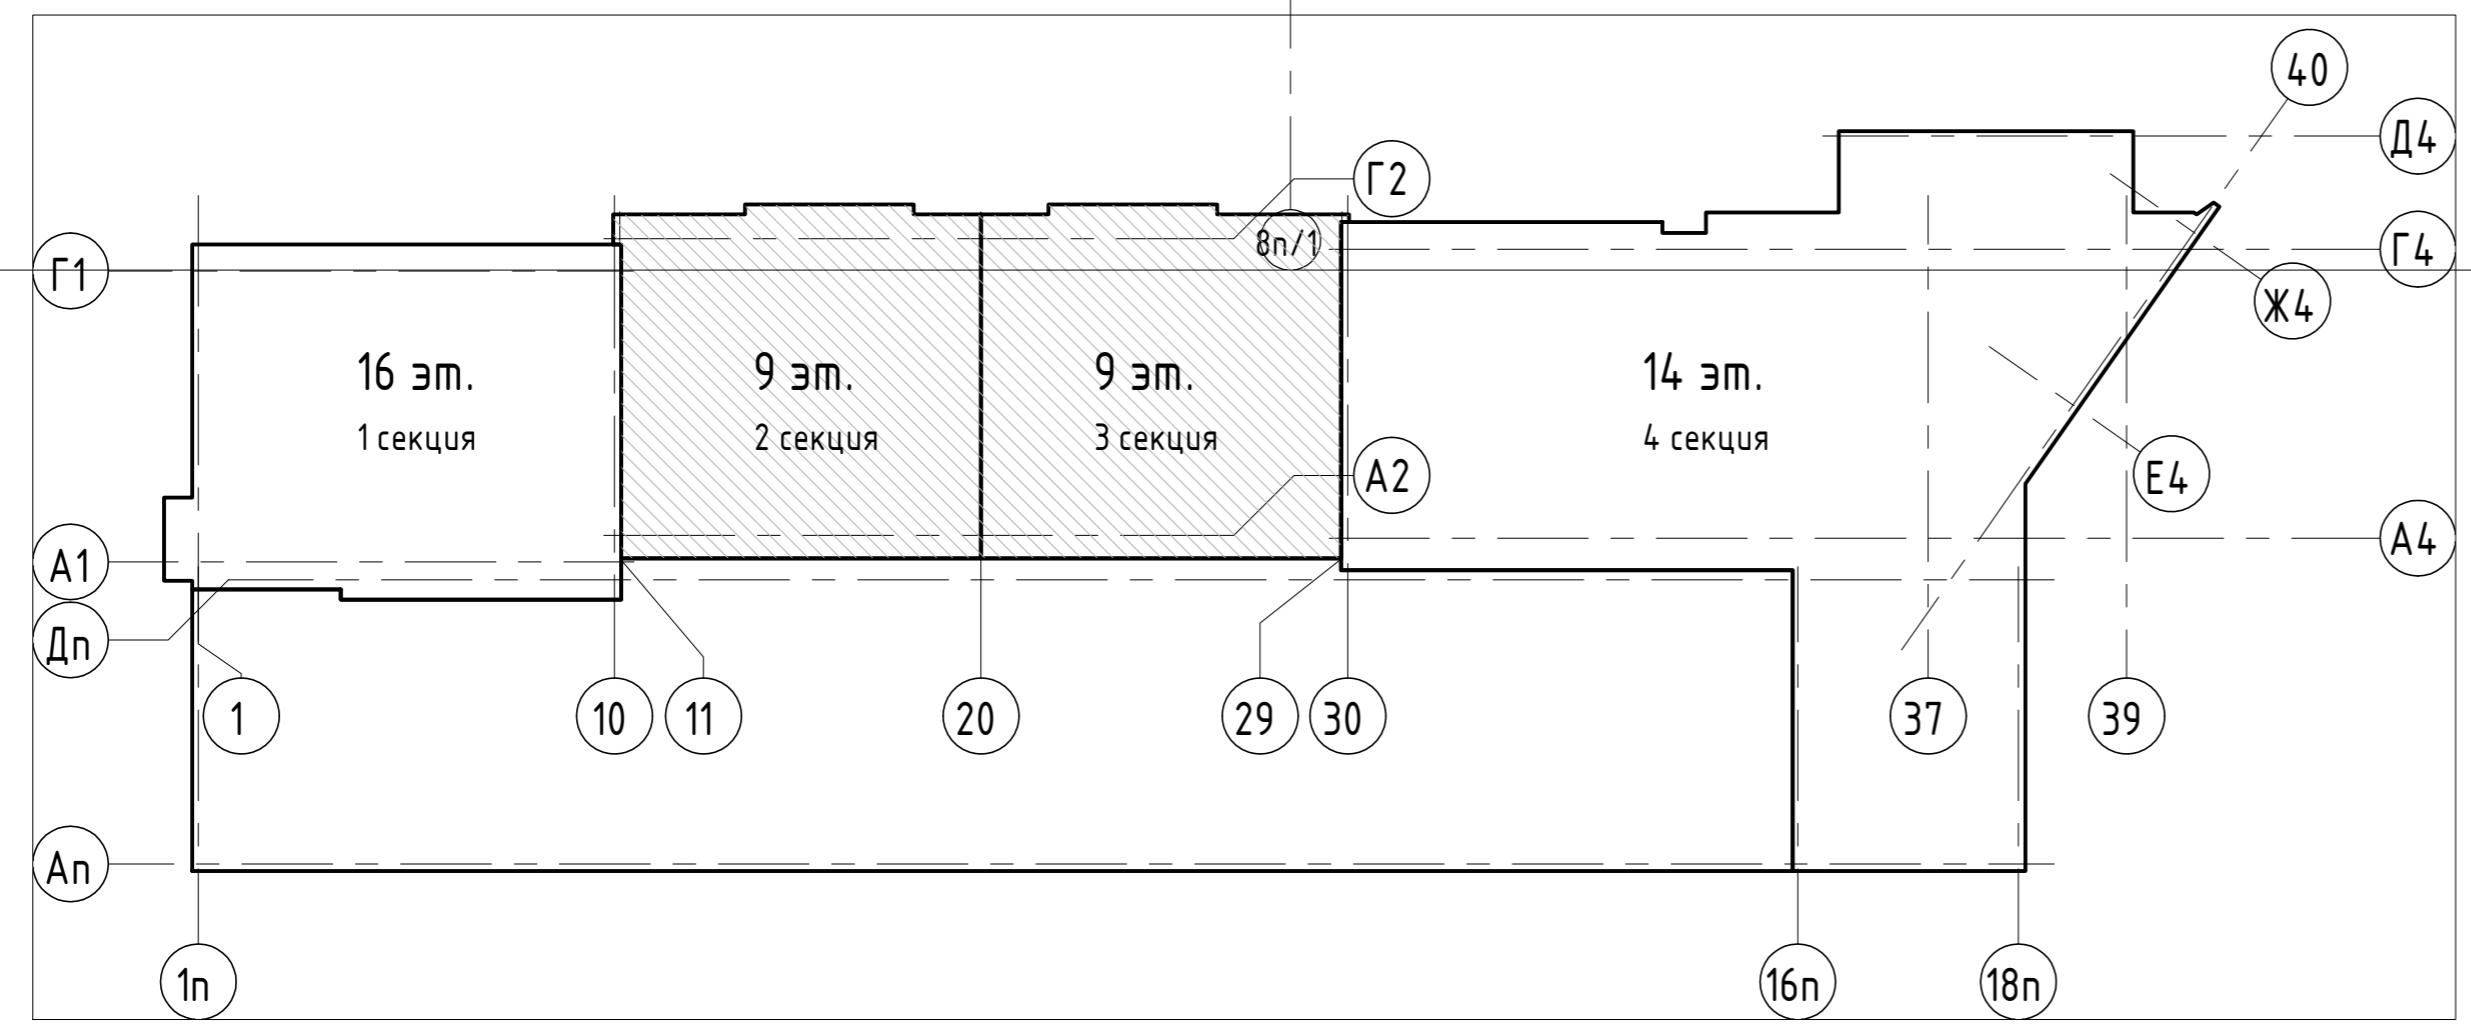 40
Д4
Г2
8п/1
Г1
Г4
Ж4
16 эт.
1 секция
9 эт.
2 секция
9 эт.
3 секция
14 эт.
4 секция
А2
Е4
А1
А4
Дп
1
10
11
20
29
30
37
39
Ап
1п
16п
18п